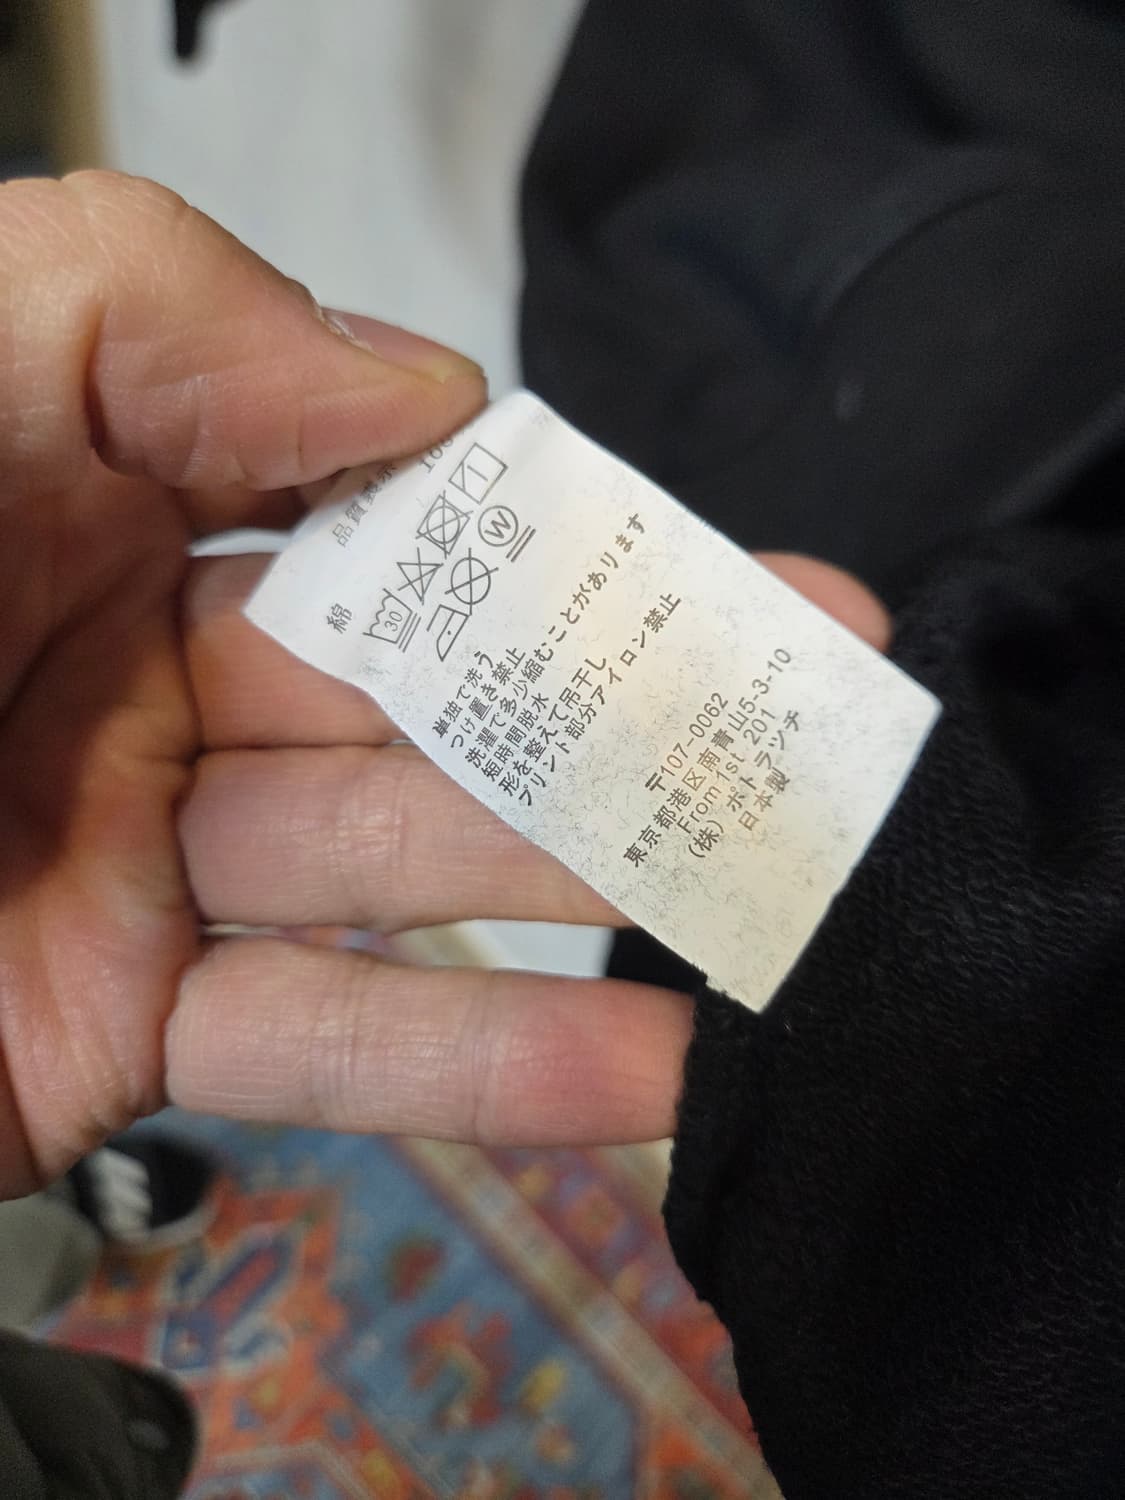 品質表示
綿
30
W
単独で洗う
つけ置き禁止
洗濯で多少縮むことがあります
短時間脱水
形を整えて吊干し
プリント部分アイロン禁止
〒107-0062
東京都港区南青山5-3-10
From 1st 201
(株) ポトラッチ
日本製